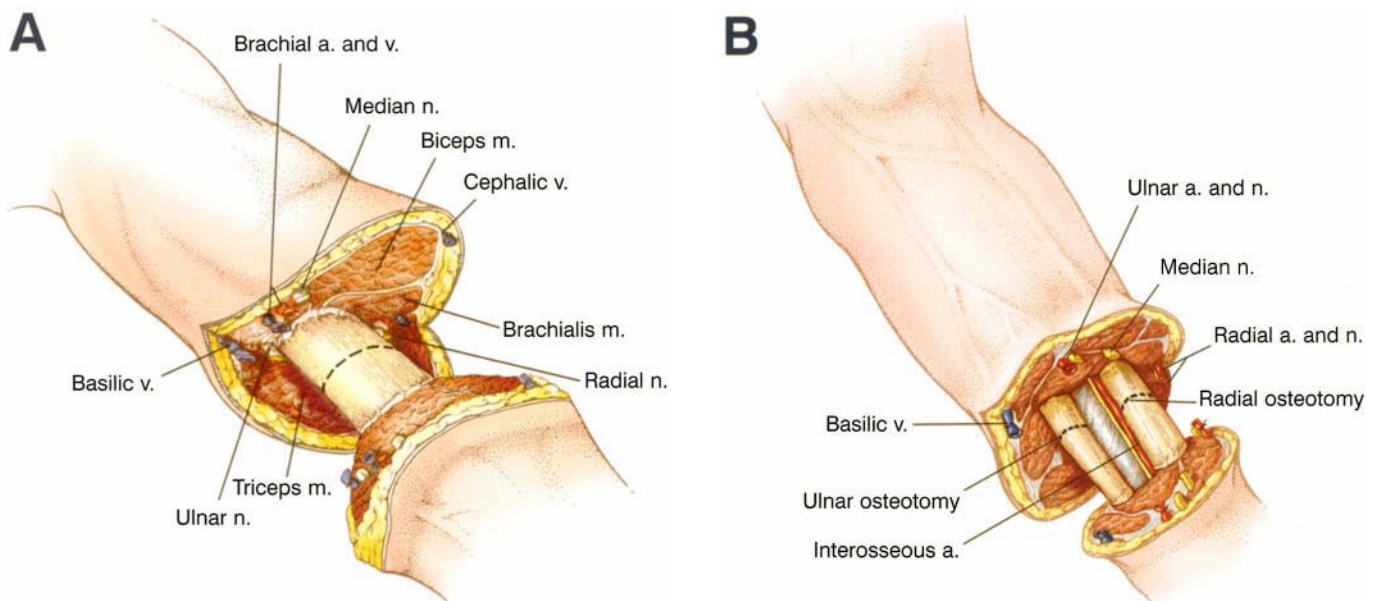 A
Brachial a. and v.
Median n.
Biceps m.
Cephalic v.
Brachialis m.
Radial n.
Basilic v.
Triceps m.
Ulnar n.
B
Ulnar a. and n.
Median n.
Radial a. and n.
Radial osteotomy
Basilic v.
Ulnar osteotomy
Interosseous a.